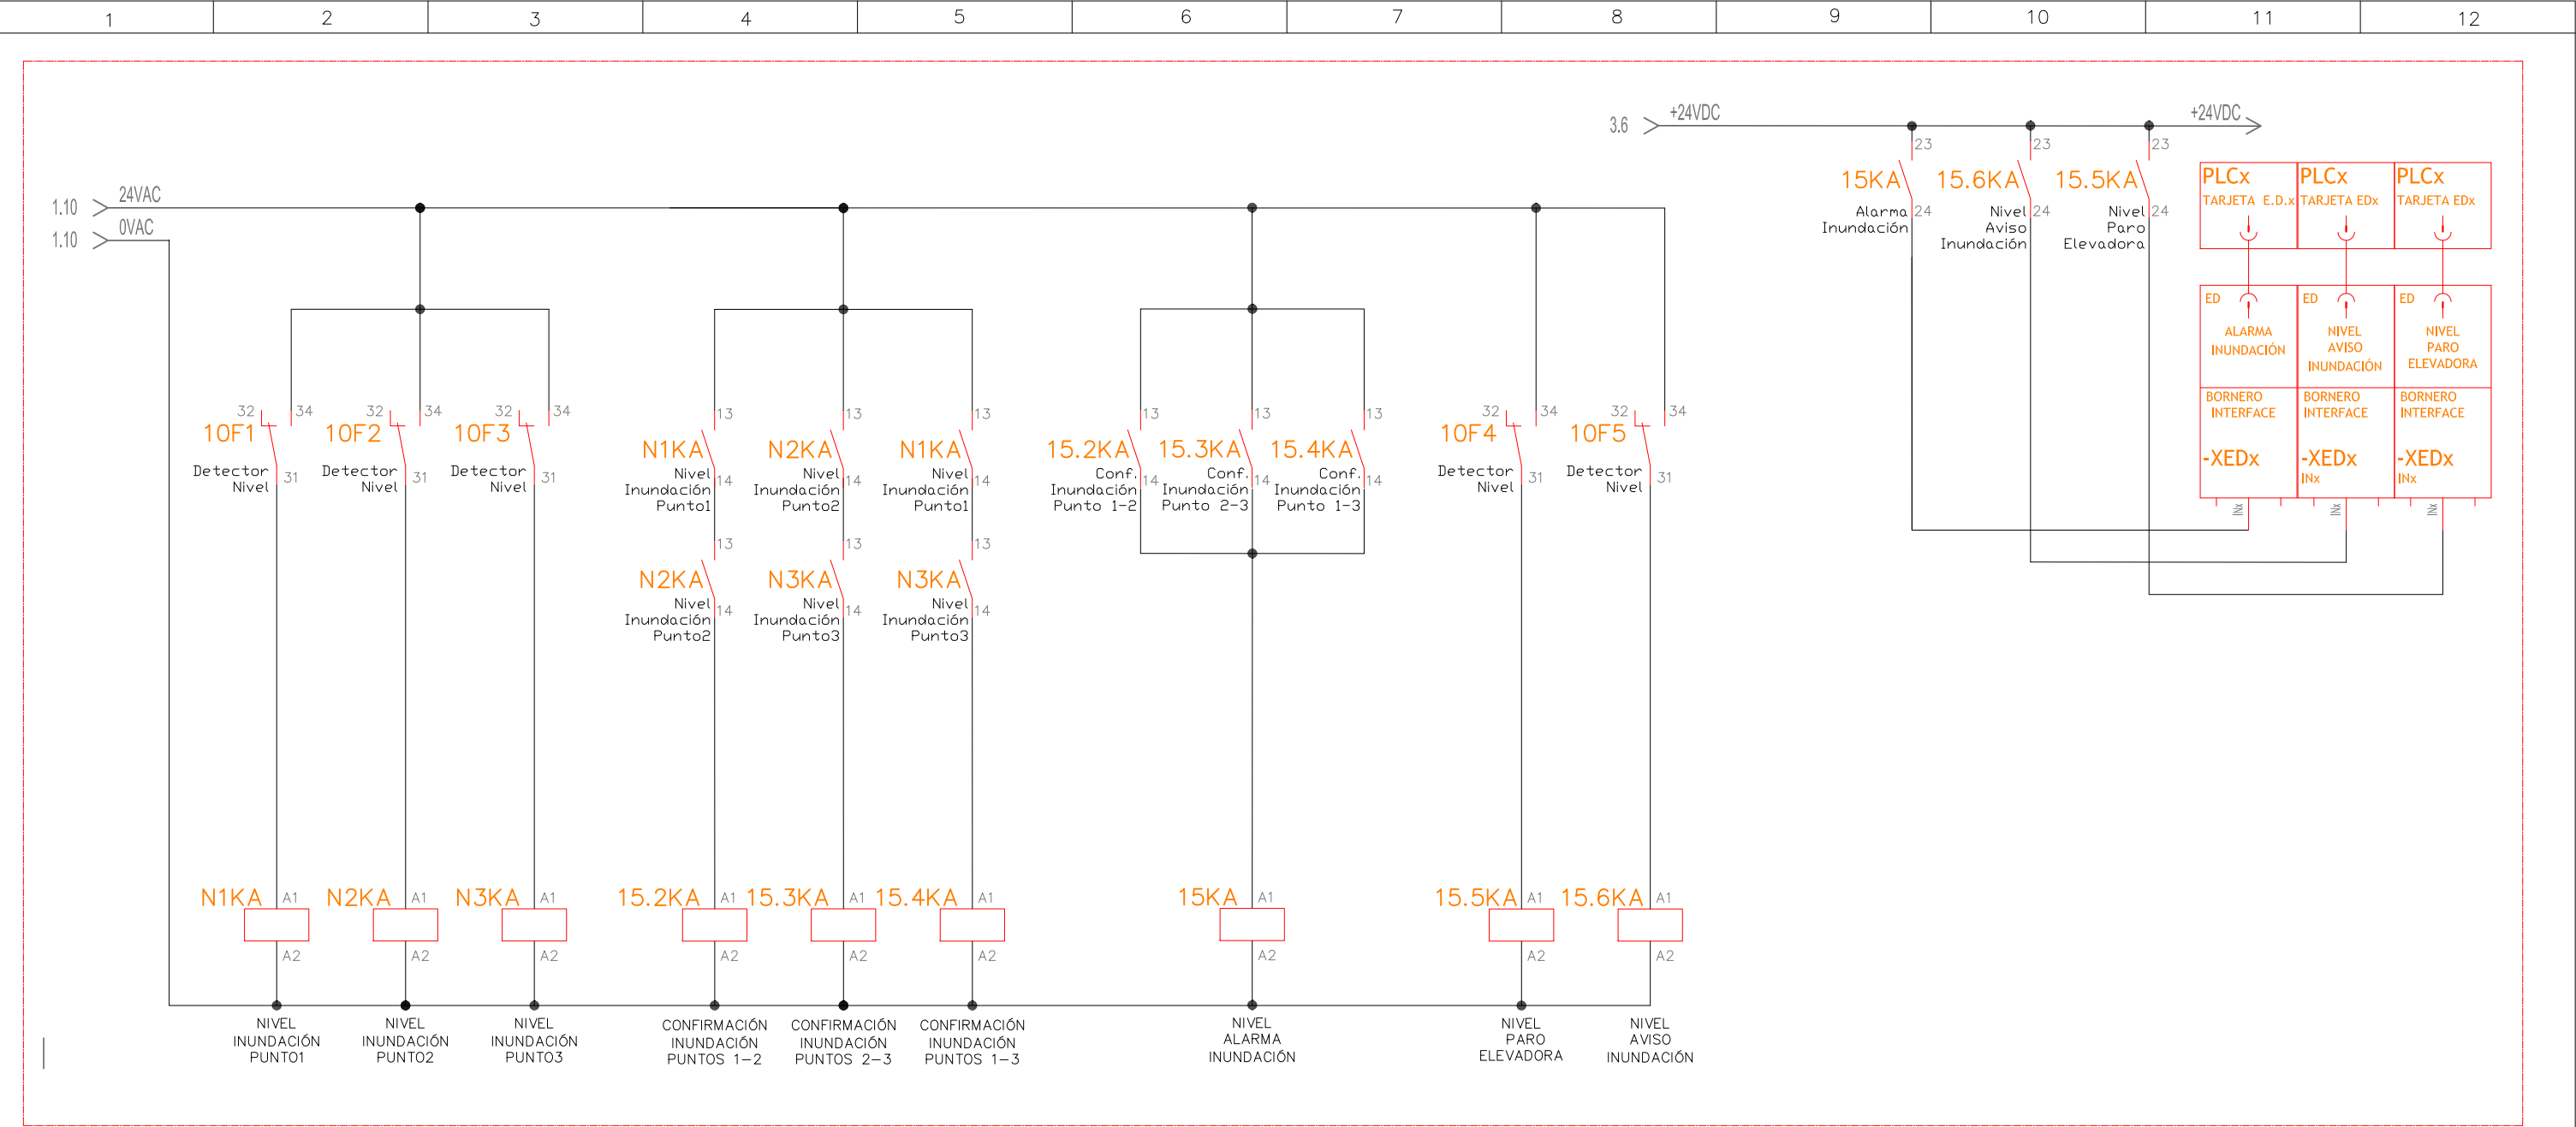 1 2 3 4 5 6 7 8 9 10 11 12
3.6 +24VDC +24VDC
1.10 24VAC
1.10 0VAC
23 23 23
15KA 15.6KA 15.5KA
24 24 24
Alarma
Inundación
Nivel
Aviso
Inundación
Nivel
Paro
Elevadora
PLCx PLCx PLCx
TARJETA E.D.x TARJETA EDx TARJETA EDx
ED ED ED
ALARMA
INUNDACIÓN
NIVEL
AVISO
INUNDACIÓN
NIVEL
PARO
ELEVADORA
BORNERO
INTERFACE
-XEDx
BORNERO
INTERFACE
-XEDx
INx
BORNERO
INTERFACE
-XEDx
INx
INx INx INx
32 34
10F1
Detector
Nivel
31
32 34
10F2
Detector
Nivel
31
32 34
10F3
Detector
Nivel
31
13
N1KA
Nivel
14
Inundación
Punto1
13
N2KA
Nivel
14
Inundación
Punto2
13
N1KA
Nivel
14
Inundación
Punto1
13
15.2KA
Conf.
14
Inundación
Punto 1-2
13
15.3KA
Conf.
14
Inundación
Punto 2-3
13
15.4KA
Conf.
14
Inundación
Punto 1-3
32 34
10F4
Detector
Nivel
31
32 34
10F5
Detector
Nivel
31
13
N2KA
Nivel
14
Inundación
Punto2
13
N3KA
Nivel
14
Inundación
Punto3
13
N3KA
Nivel
14
Inundación
Punto3
N1KA A1 N2KA A1 N3KA A1 15.2KA A1 15.3KA A1 15.4KA A1 15KA A1 15.5KA A1 15.6KA A1
A2 A2 A2 A2 A2 A2 A2 A2 A2
NIVEL
INUNDACIÓN
PUNTO1
NIVEL
INUNDACIÓN
PUNTO2
NIVEL
INUNDACIÓN
PUNTO3
CONFIRMACIÓN
INUNDACIÓN
PUNTOS 1-2
CONFIRMACIÓN
INUNDACIÓN
PUNTOS 2-3
CONFIRMACIÓN
INUNDACIÓN
PUNTOS 1-3
NIVEL
ALARMA
INUNDACIÓN
NIVEL
PARO
ELEVADORA
NIVEL
AVISO
INUNDACIÓN